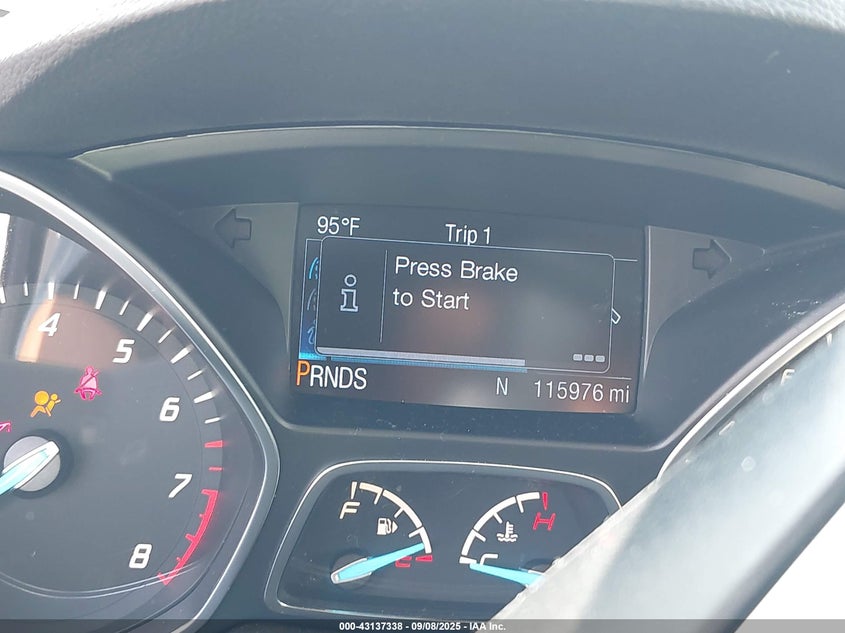 95°F Trip 1
Press Brake
to Start
PRNDS N 115976 mi
4
5
6
7
8
F
H
C
000-43137338 - 09/08/2025 - IAA Inc.